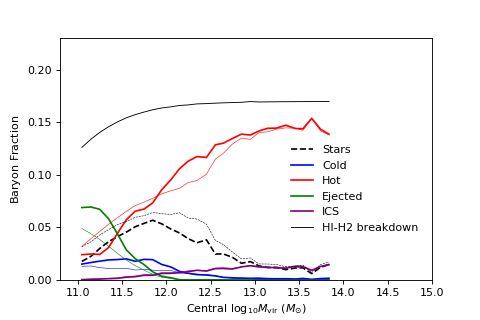 0.20
0.15
0.10
0.05
0.00
Baryon Fraction
Stars
Cold
Hot
Ejected
ICS
HI-H2 breakdown
11.0 11.5 12.0 12.5 13.0 13.5 14.0 14.5 15.0
Central log₁₀Mvir (M⊙)